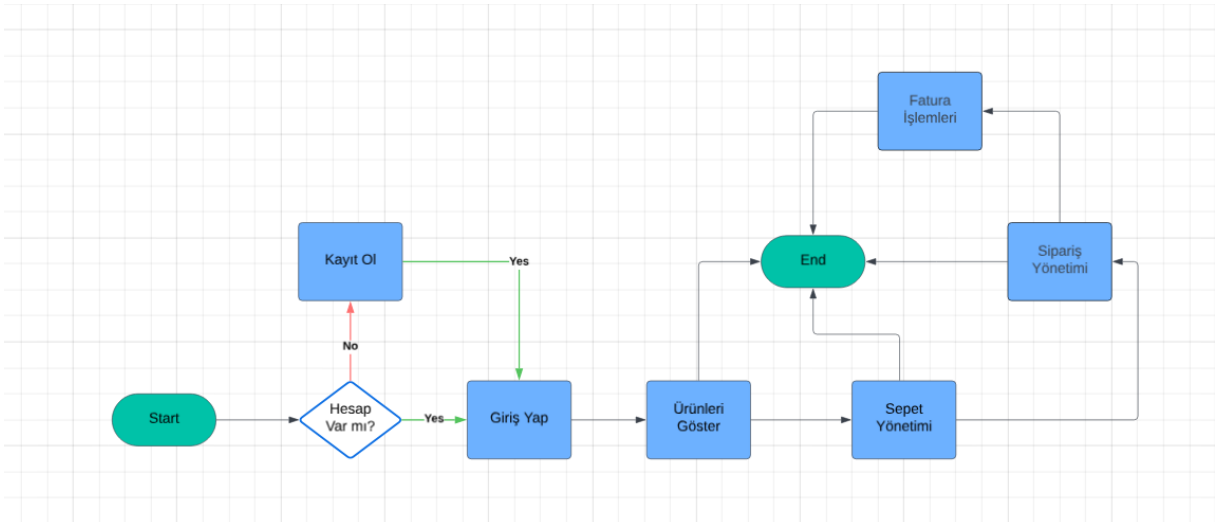 Fatura
İşlemleri
Kayıt Ol
Yes
End
Sipariş
Yönetimi
No
Start
Hesap
Var mı?
Yes
Giriş Yap
Ürünleri
Göster
Sepet
Yönetimi